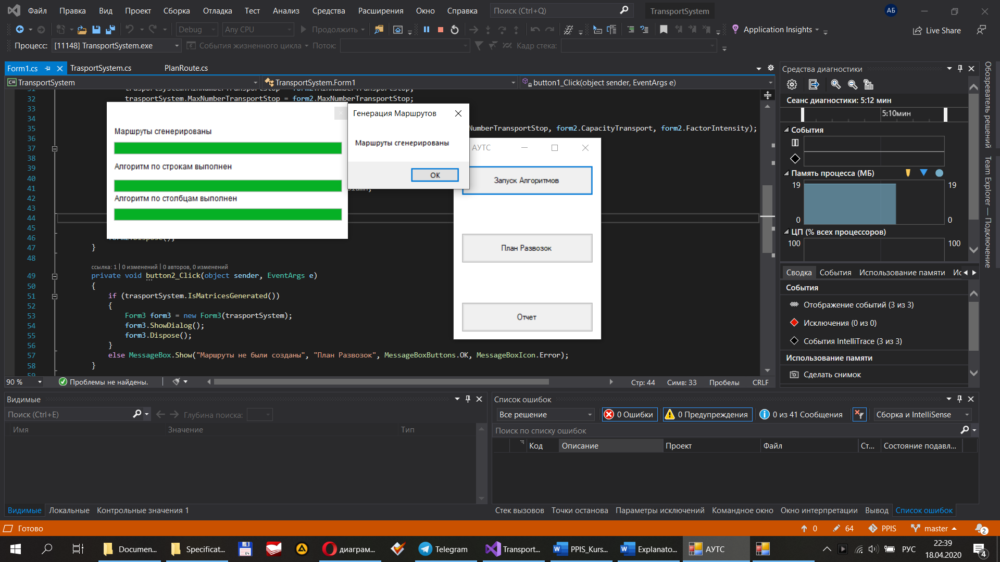 Файл Правка Вид Проект Сборка Отладка Тест Анализ Средства Расширения Окно Справка Поиск (Ctrl+Q) TransportSystem АБ
Debug Any CPU Продолжить Application Insights Live Share
Процесс: [11148] TransportSystem.exe События жизненного цикла Поток: Кадр стека:
Form1.cs TrasportSystem.cs PlanRoute.cs
C# TransportSystem TransportSystem.Form1 button1_Click(object sender, EventArgs e)
32 trasportSystem.MaxNumberTransportStop = form2.MaxNumberTransportStop;
33
34
35 NumberTransportStop, form2.CapacityTransport, form2.FactorIntensity);
36
37
38
39
40
41
42
43
44
45
46 form2.Dispose();
47 }
48
ссылка: 1 | 0 изменений | 0 авторов, 0 изменений
49 private void button2_Click(object sender, EventArgs e)
50 {
51 if (trasportSystem.IsMatricesGenerated())
52 {
53 Form3 form3 = new Form3(trasportSystem);
54 form3.ShowDialog();
55 form3.Dispose();
56 }
57 else MessageBox.Show("Маршруты не были созданы", "План Развозок", MessageBoxButtons.OK, MessageBoxIcon.Error);
58 }
59
Маршруты сгенерированы
Алгоритм по строкам выполнен
Алгоритм по столбцам выполнен
Генерация Маршрутов
Маршруты сгенерированы
OK
АУТС
Запуск Алгоритмов
План Развозок
Отчет
90 % Проблемы не найдены. Стр: 44 Симв: 33 Пробелы CRLF
Средства диагностики
Сеанс диагностики: 5:12 мин
5:10мин
События
Память процесса (МБ)
19 19
0 0
ЦП (% всех процессоров)
100 100
Сводка События Использование памяти Ис
События
Отображение событий (3 из 3)
Исключения (0 из 0)
События IntelliTrace (3 из 3)
Использование памяти
Сделать снимок
Обозреватель решений
Team Explorer — Подключение
Видимые
Поиск (Ctrl+E) Глубина поиска:
Имя Значение Тип
Видимые Локальные Контрольные значения 1
Список ошибок
Все решение 0 Ошибки 0 Предупреждения 0 из 41 Сообщения Сборка и IntelliSense
Поиск по списку ошибок
Код Описание Проект Файл Ст... Состояние подавл...
Стек вызовов Точки останова Параметры исключений Командное окно Окно интерпретации Вывод Список ошибок
Готово 0 64 PPIS master 2
Documen... Specificat... 64 диаграм... Telegram Transport... PPIS_Kurs... Explanato... АУТС РУС 22:39
18.04.2020 4